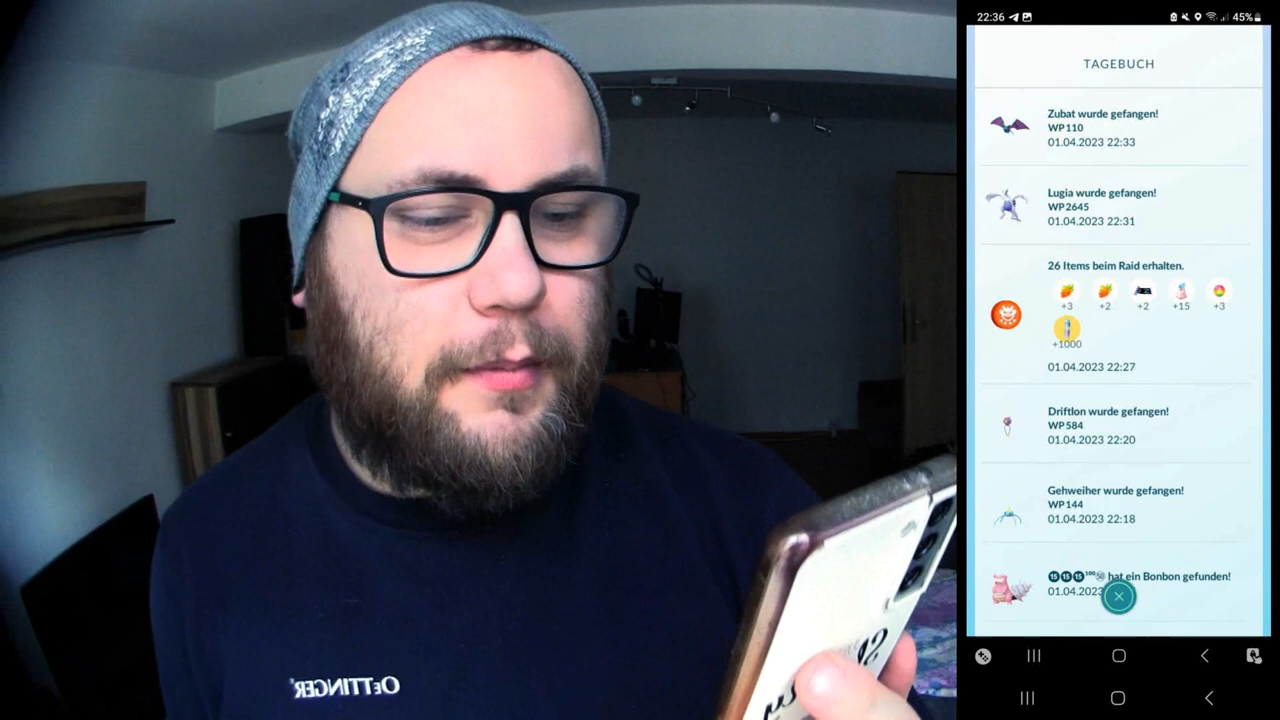 OETTINGER
22:36
45%
TAGEBUCH
Zubat wurde gefangen!
WP110
01.04.2023 22:33
Lugia wurde gefangen!
WP2645
01.04.2023 22:31
26 Items beim Raid erhalten.
+3 +2 +2 +15 +3
+1000
01.04.2023 22:27
Driftlon wurde gefangen!
WP584
01.04.2023 22:20
Gehweiher wurde gefangen!
WP144
01.04.2023 22:18
⓯⓯⓯ hat ein Bonbon gefunden!
01.04.2023